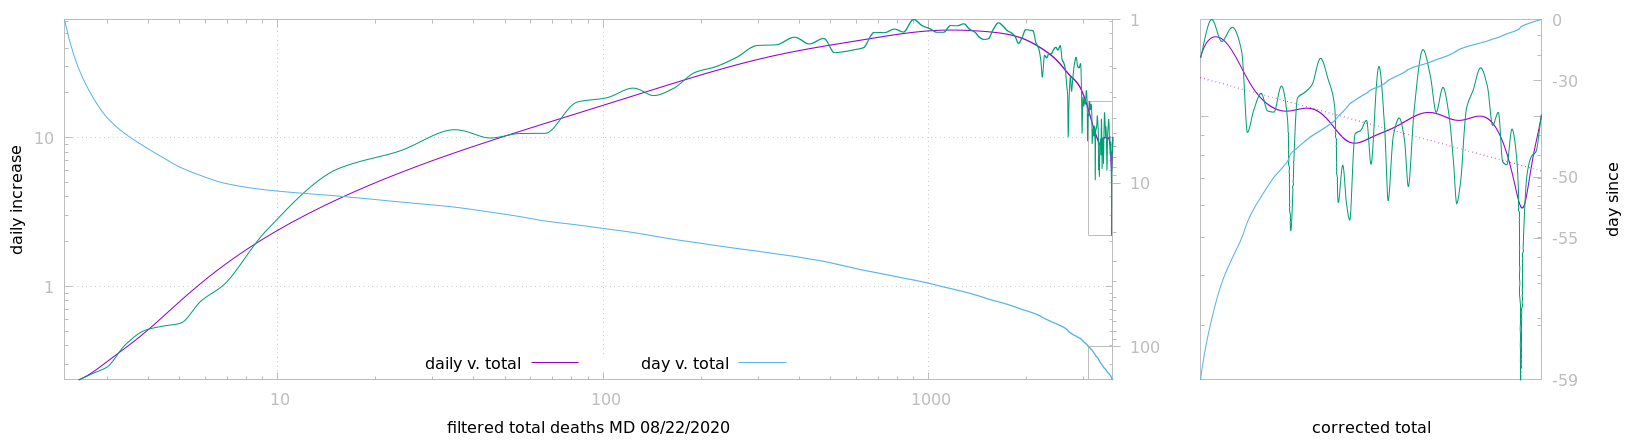 daily increase
10
1
daily v. total
day v. total
10
100
1000
filtered total deaths MD 08/22/2020
1
10
100
0
-30
-50
-55
-59
day since
corrected total